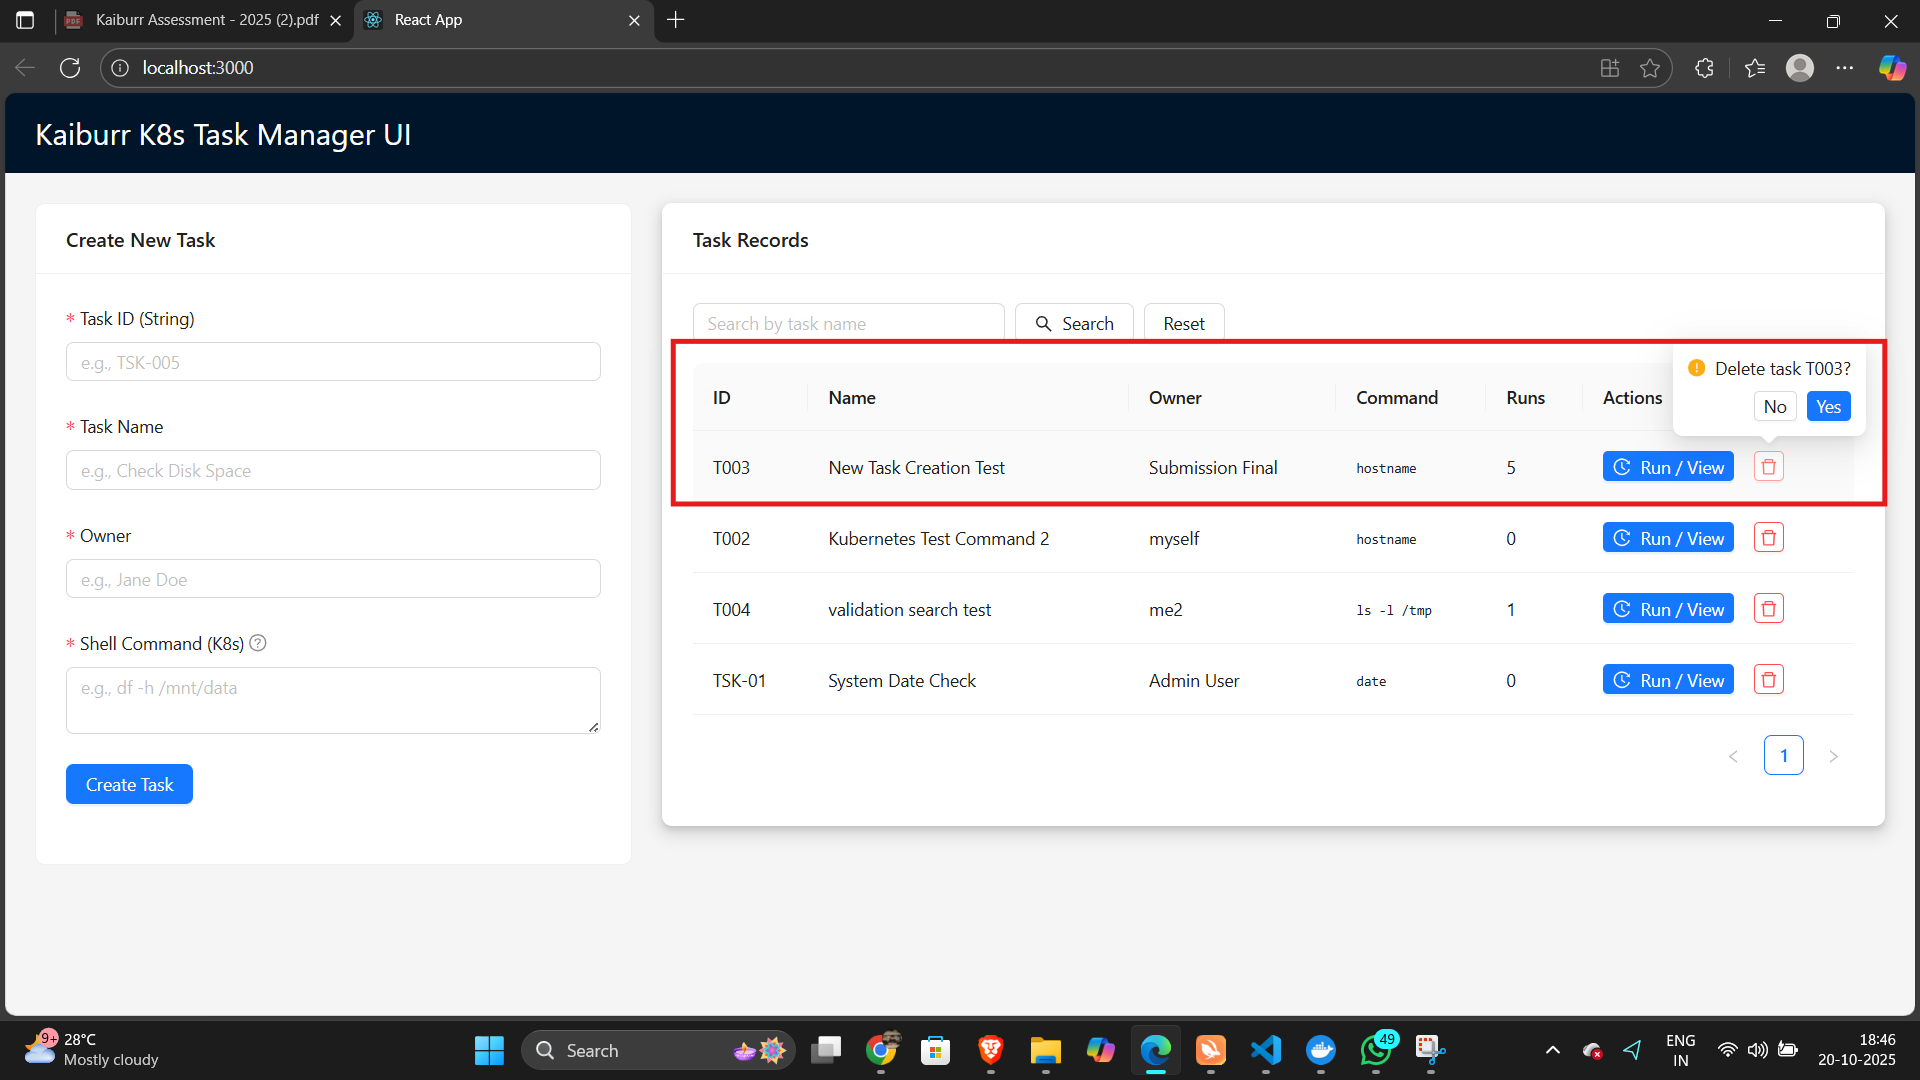 Kaiburr Assessment - 2025 (2).pdf
React App
localhost:3000
Kaiburr K8s Task Manager UI
Create New Task
* Task ID (String)
e.g., TSK-005
* Task Name
e.g., Check Disk Space
* Owner
e.g., Jane Doe
* Shell Command (K8s)
e.g., df -h /mnt/data
Create Task
Task Records
Search by task name
Search
Reset
Delete task T003?
No Yes
ID Name Owner Command Runs Actions
T003 New Task Creation Test Submission Final hostname 5 Run / View
T002 Kubernetes Test Command 2 myself hostname 0 Run / View
T004 validation search test me2 ls -l /tmp 1 Run / View
TSK-01 System Date Check Admin User date 0 Run / View
1
9+
28°C
Mostly cloudy
Search
49
ENG
IN
18:46
20-10-2025